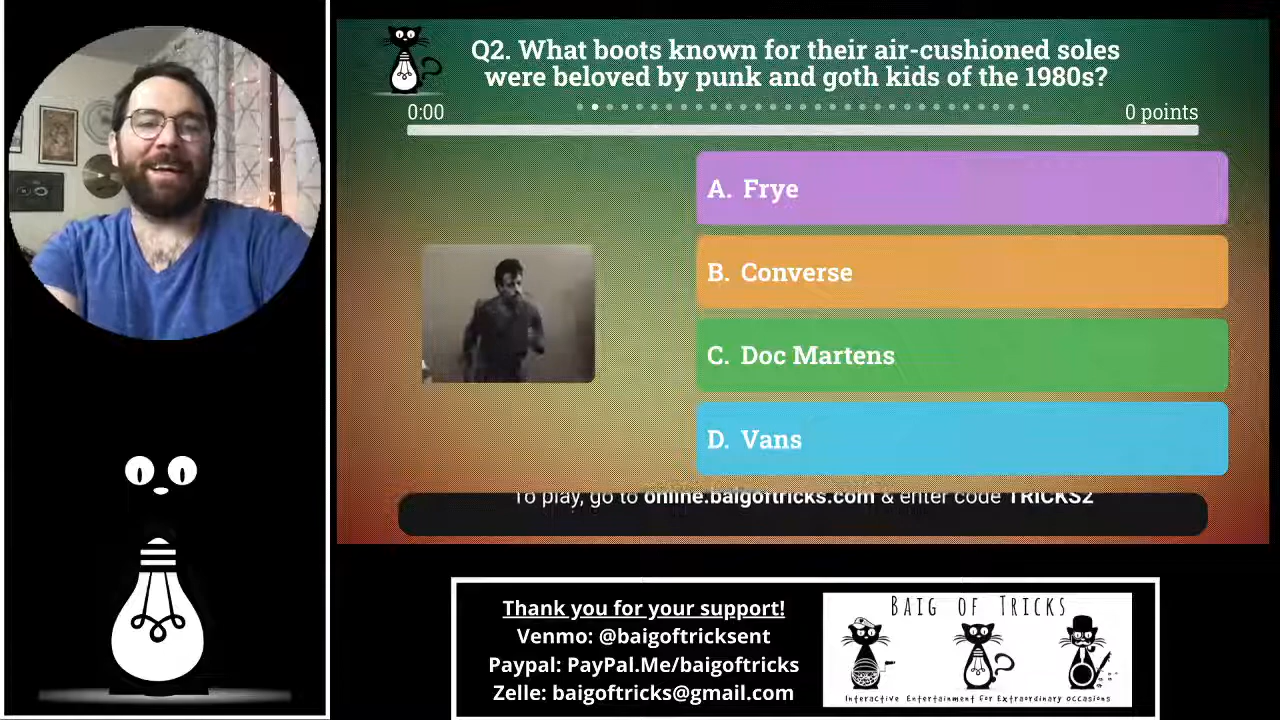 Q2. What boots known for their air-cushioned soles
were beloved by punk and goth kids of the 1980s?
0:00
0 points
A. Frye
B. Converse
C. Doc Martens
D. Vans
To play, go to online.baigoftricks.com & enter code TRICKS2
Thank you for your support!
Venmo: @baigoftricksent
Paypal: PayPal.Me/baigoftricks
Zelle: baigoftricks@gmail.com
BAIG OF TRICKS
Interactive Entertainment for Extraordinary Occasions